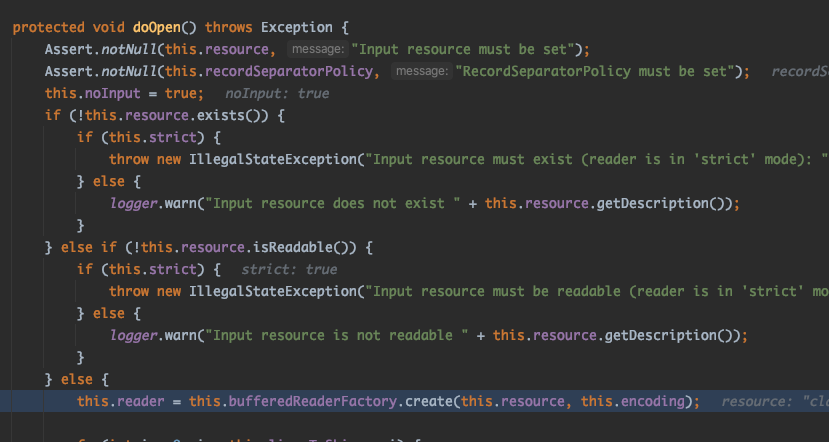 protected void doOpen() throws Exception {
Assert.notNull(this.resource, message: "Input resource must be set");
Assert.notNull(this.recordSeparatorPolicy, message: "RecordSeparatorPolicy must be set");
this.noInput = true; noInput: true
if (!this.resource.exists()) {
if (this.strict) {
throw new IllegalStateException("Input resource must exist (reader is in 'strict' mode): "
} else {
logger.warn("Input resource does not exist " + this.resource.getDescription());
}
} else if (!this.resource.isReadable()) {
if (this.strict) { strict: true
throw new IllegalStateException("Input resource must be readable (reader is in 'strict' mo
} else {
logger.warn("Input resource is not readable " + this.resource.getDescription());
}
} else {
this.reader = this.bufferedReaderFactory.create(this.resource, this.encoding); resource: "cl